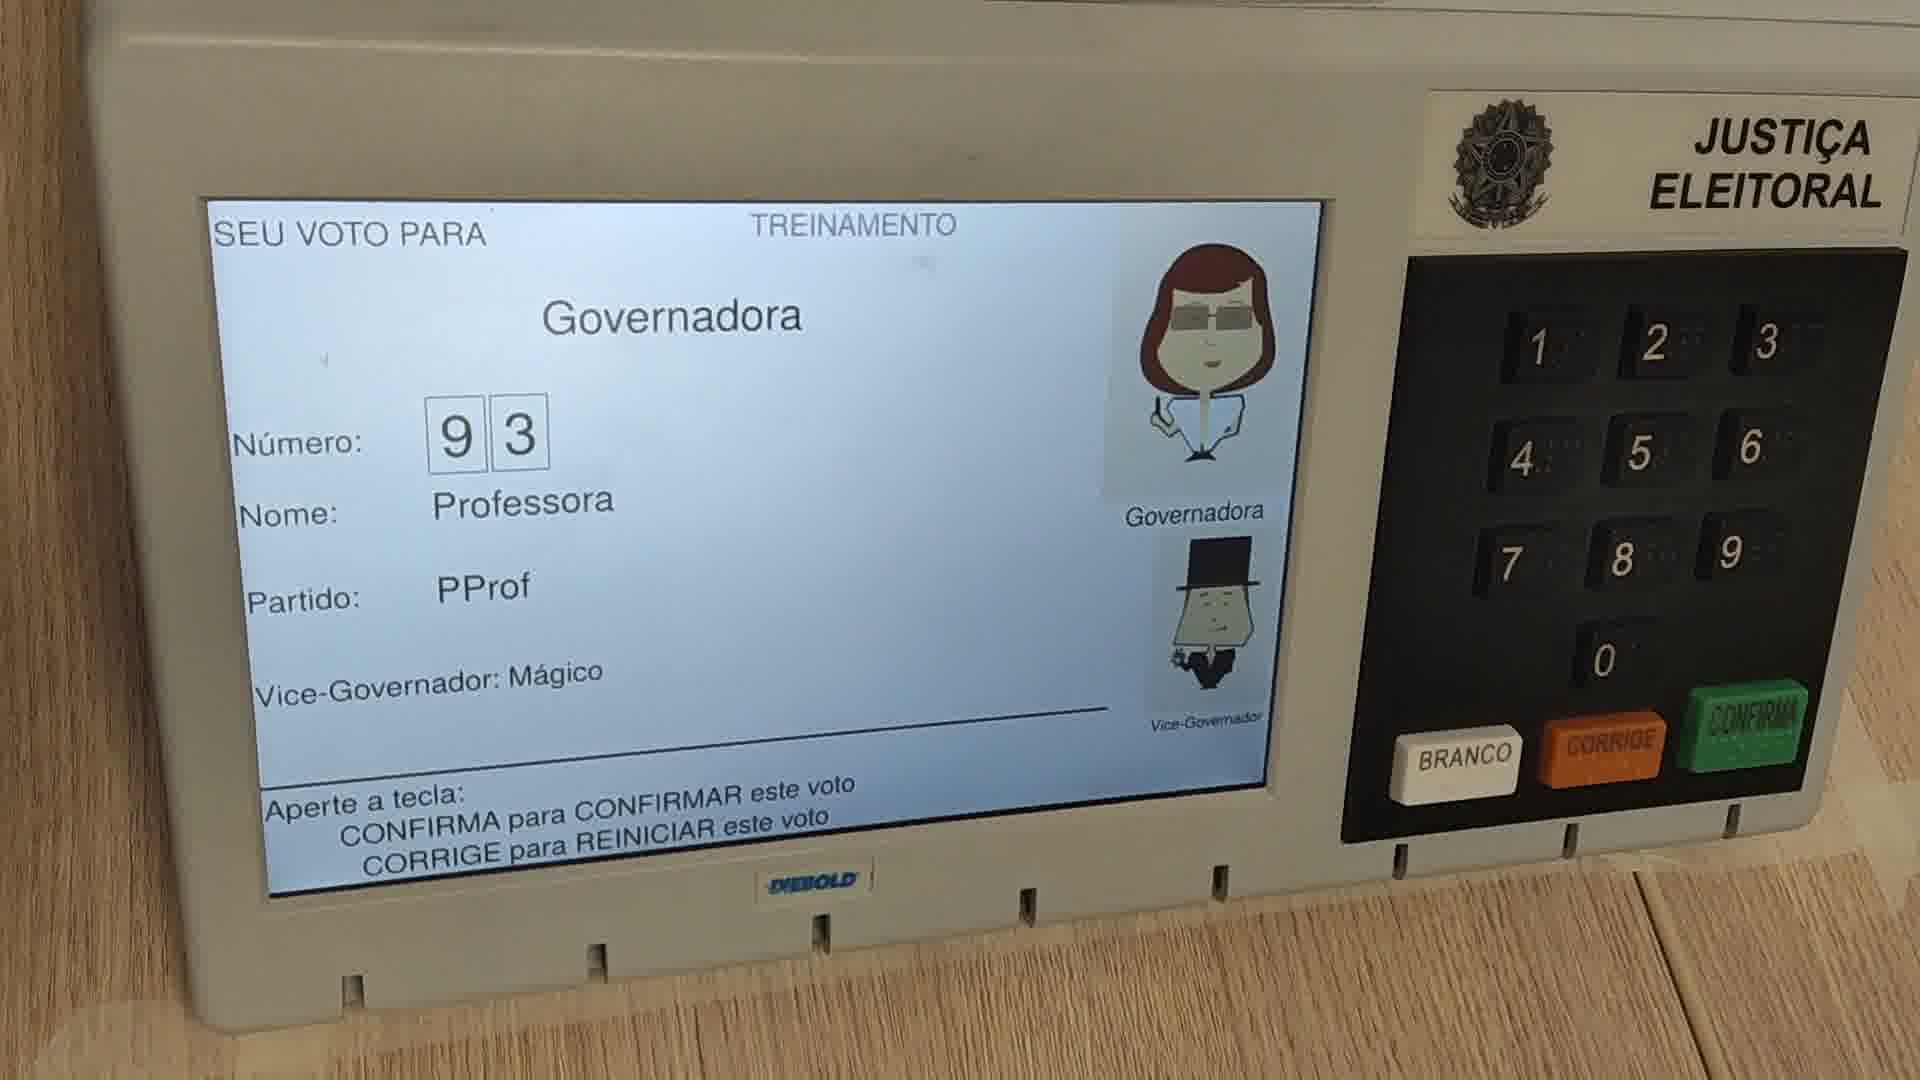 SEU VOTO PARA
TREINAMENTO
Governadora
Número: 9 3
Nome: Professora
Partido: PProf
Vice-Governador: Mágico
Governadora
Vice-Governador
Aperte a tecla:
CONFIRMA para CONFIRMAR este voto
CORRIGE para REINICIAR este voto
DIEBOLD
JUSTIÇA
ELEITORAL
1 2 3
4 5 6
7 8 9
0
BRANCO CORRIGE CONFIRMA